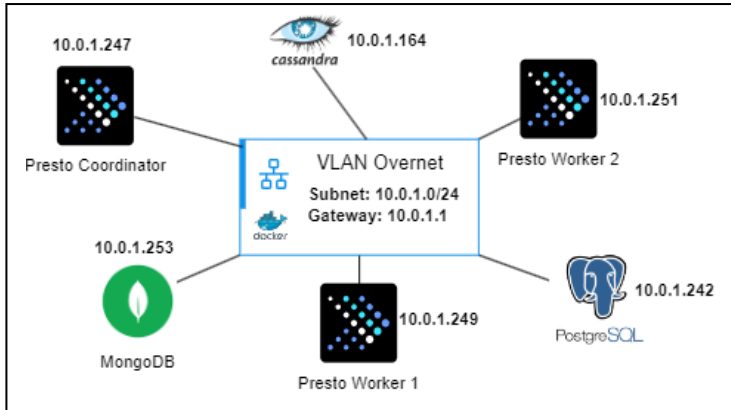 10.0.1.247
Presto Coordinator
cassandra
10.0.1.164
10.0.1.251
Presto Worker 2
VLAN Overnet
Subnet: 10.0.1.0/24
Gateway: 10.0.1.1
docker
10.0.1.253
MongoDB
10.0.1.249
Presto Worker 1
10.0.1.242
PostgreSQL